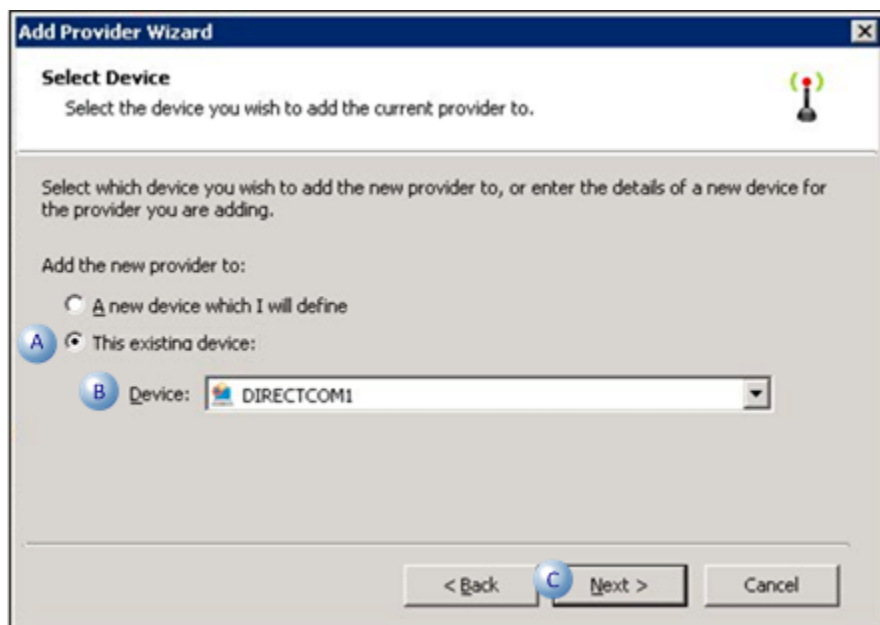 Add Provider Wizard
Select Device
Select the device you wish to add the current provider to.
Select which device you wish to add the new provider to, or enter the details of a new device for
the provider you are adding.
Add the new provider to:
A new device which I will define
A This existing device:
B Device: DIRECTCOM1
< Back C Next > Cancel